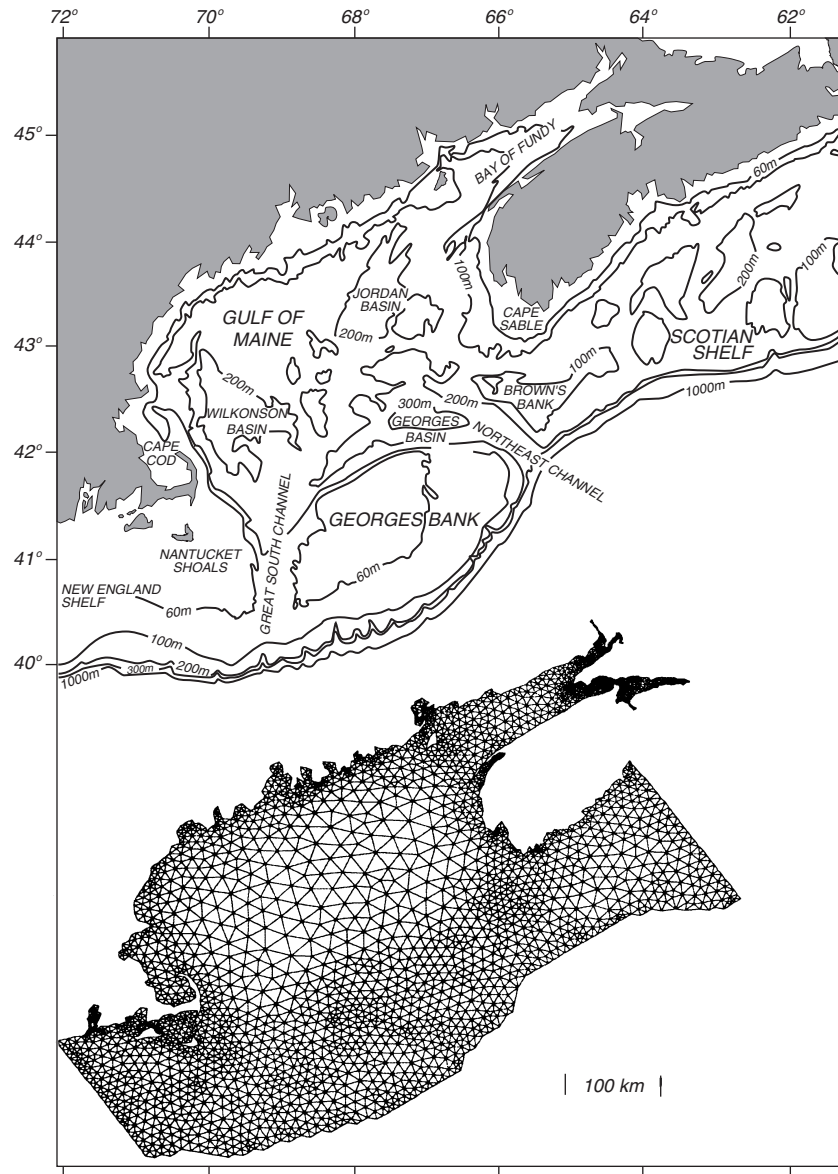 72° 70° 68° 66° 64° 62°
45°
BAY OF FUNDY
60m
44°
100m
JORDAN
BASIN
200m
100m
CAPE
SABLE
GULF OF
MAINE
43°
200m
SCOTIAN
SHELF
100m
200m
1000m
300m
200m
BROWN'S
BANK
WILKONSON
BASIN
GEORGES
BASIN
NORTHEAST CHANNEL
42°
CAPE
COD
GREAT SOUTH CHANNEL
GEORGES BANK
41°
NANTUCKET
SHOALS
60m
NEW ENGLAND
SHELF
60m
100m
40°
1000m
300m
200m
100 km